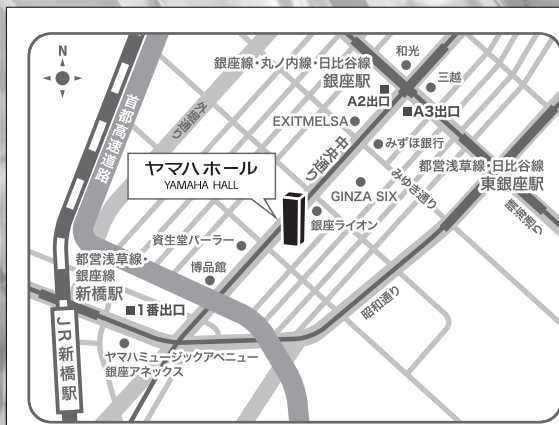 N
和光
銀座線・丸ノ内線・日比谷線
銀座駅
三越
A2出口
A3出口
EXITMELSA
みずほ銀行
外堀通り
首都高速道路
中央通り
都営浅草線・日比谷線
東銀座駅
ヤマハホール
YAMAHA HALL
GINZA SIX
みゆき通り
晴海通り
銀座ライオン
資生堂パーラー
博品館
都営浅草線・
銀座線
新橋駅
1番出口
昭和通り
JR新橋駅
ヤマハミュージックアベニュー
銀座アネックス